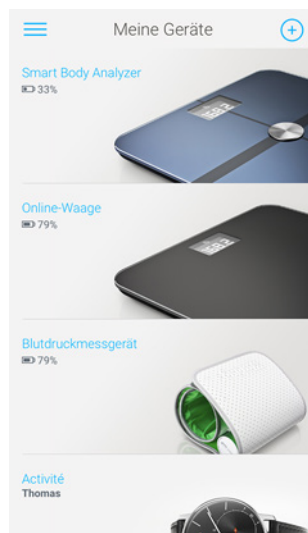 Meine Geräte
Smart Body Analyzer
33%
Online-Waage
79%
Blutdruckmessgerät
79%
Activité
Thomas